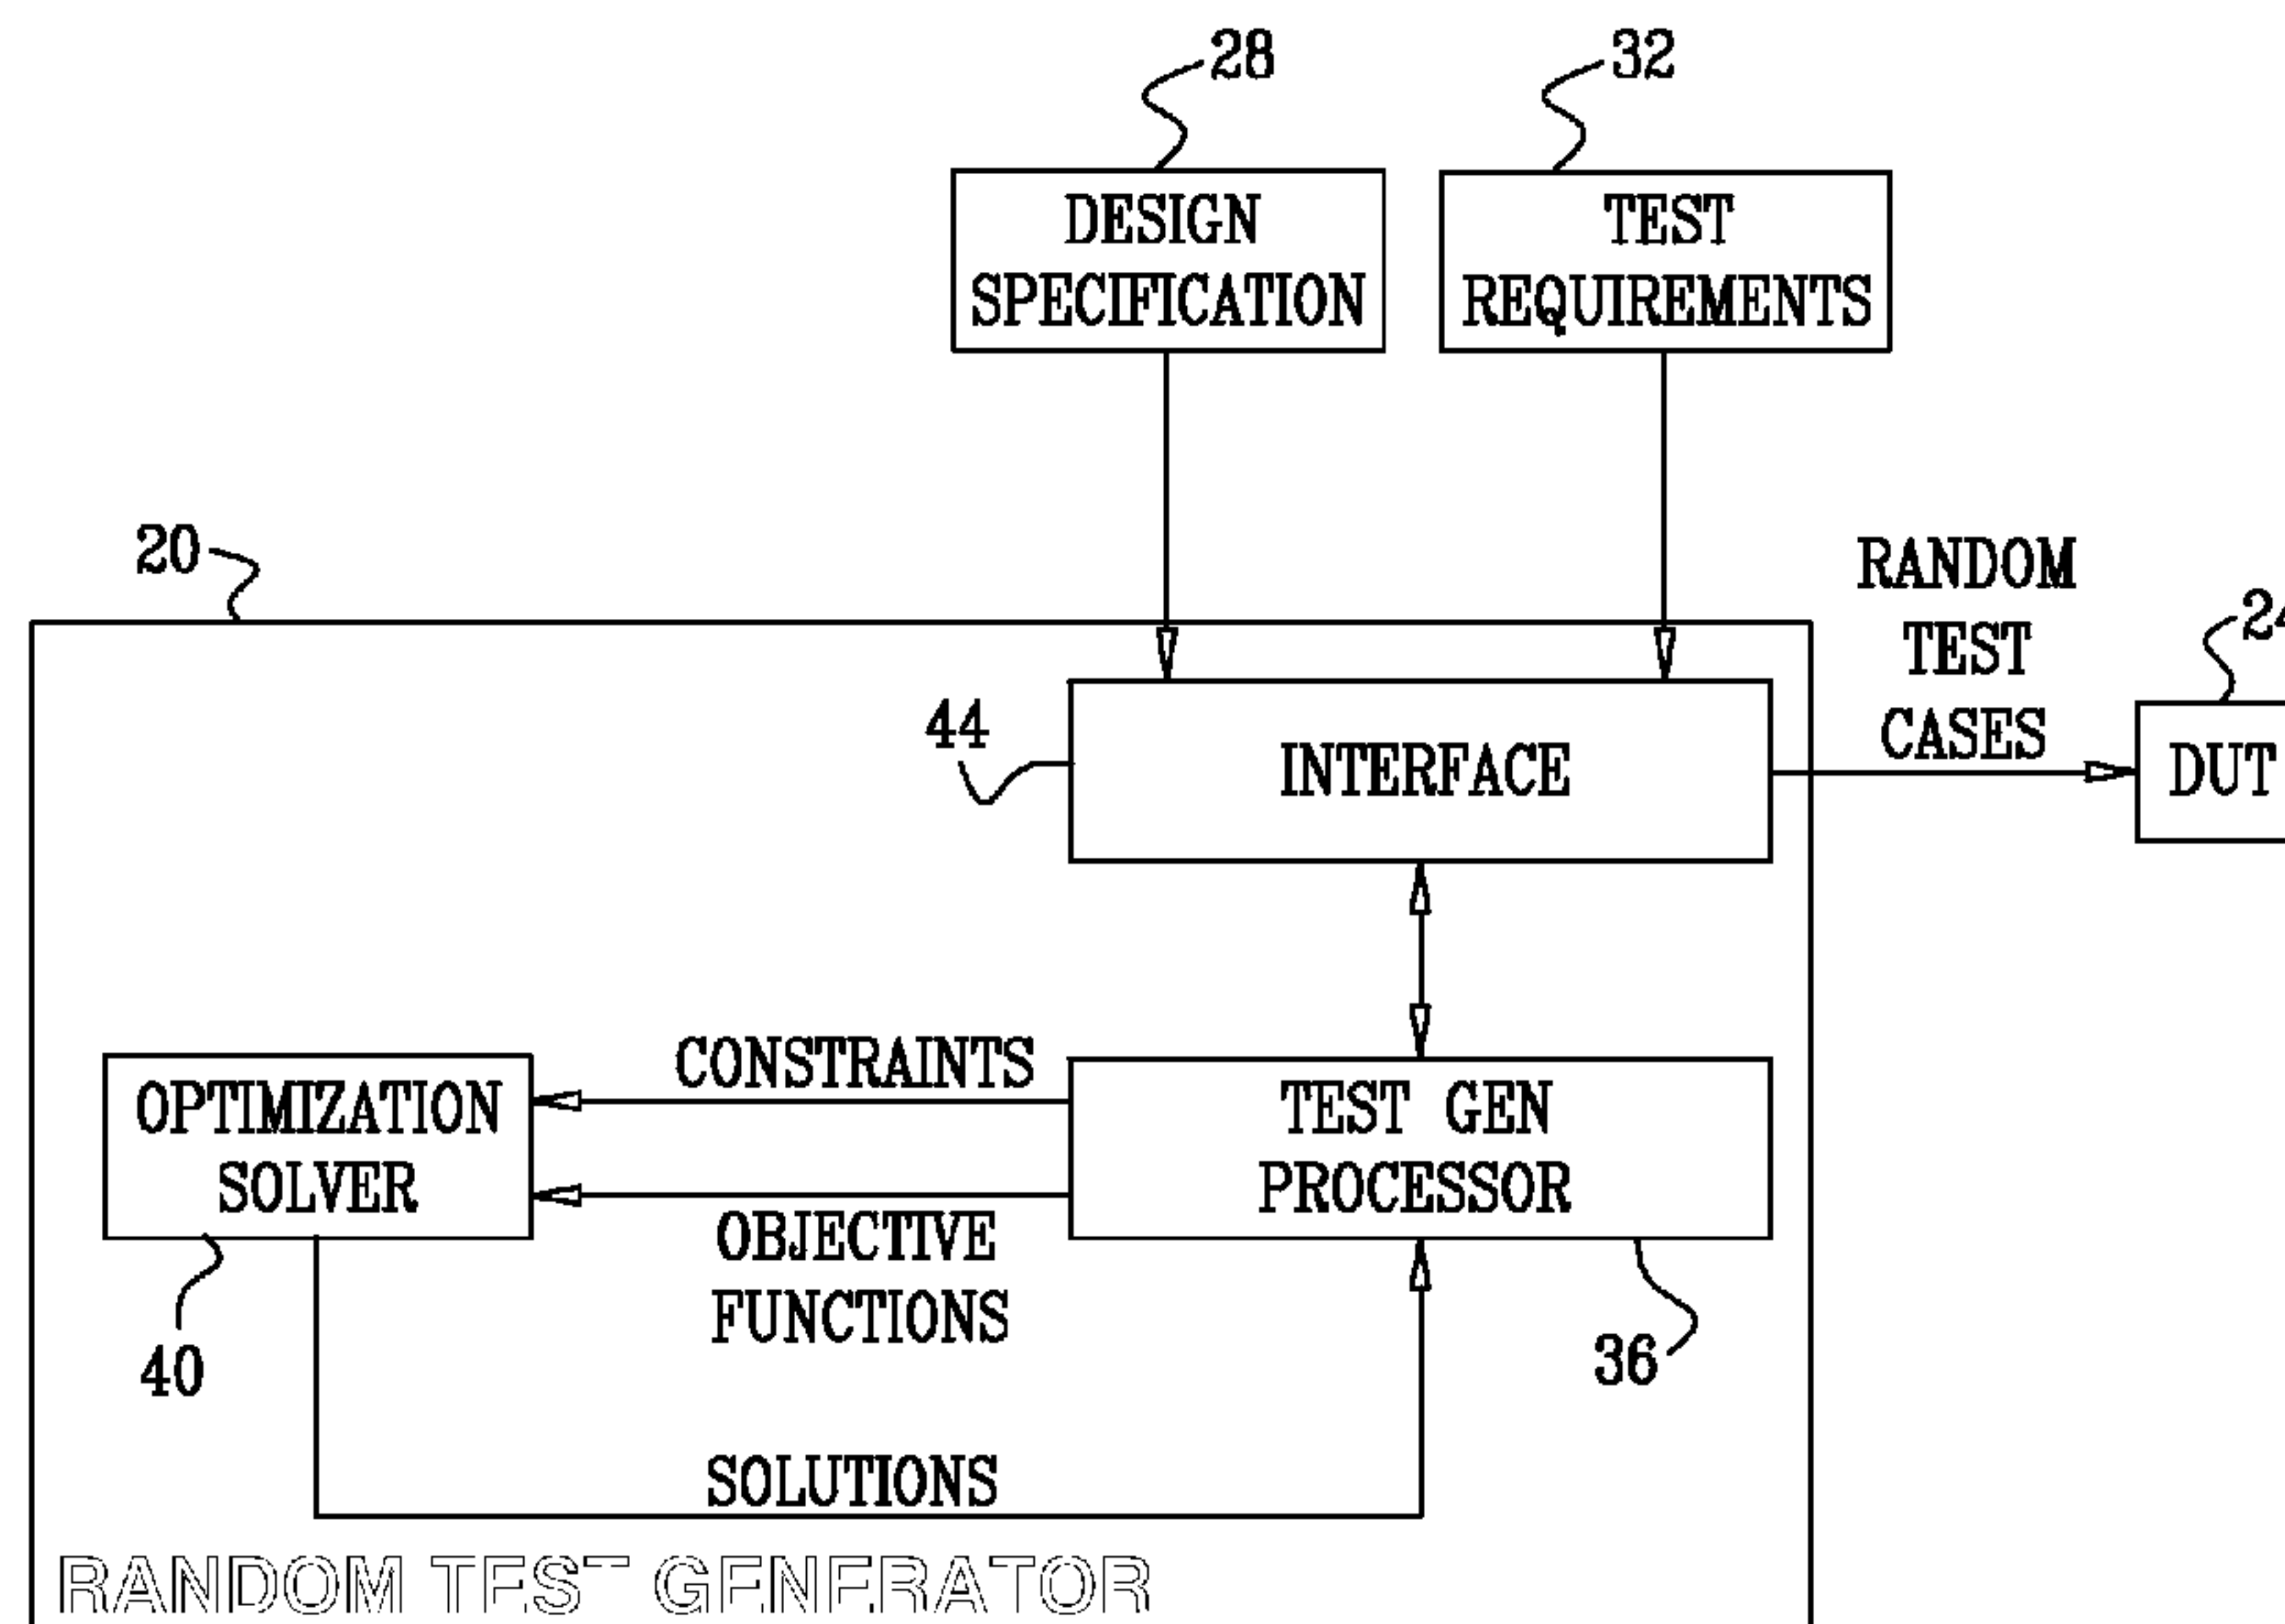 28
32
DESIGN
SPECIFICATION
TEST
REQUIREMENTS
20
RANDOM
TEST
CASES
24
44
INTERFACE
DUT
CONSTRAINTS
OPTIMIZATION
SOLVER
TEST GEN
PROCESSOR
OBJECTIVE
FUNCTIONS
40
36
SOLUTIONS
RANDOM TEST GENERATOR